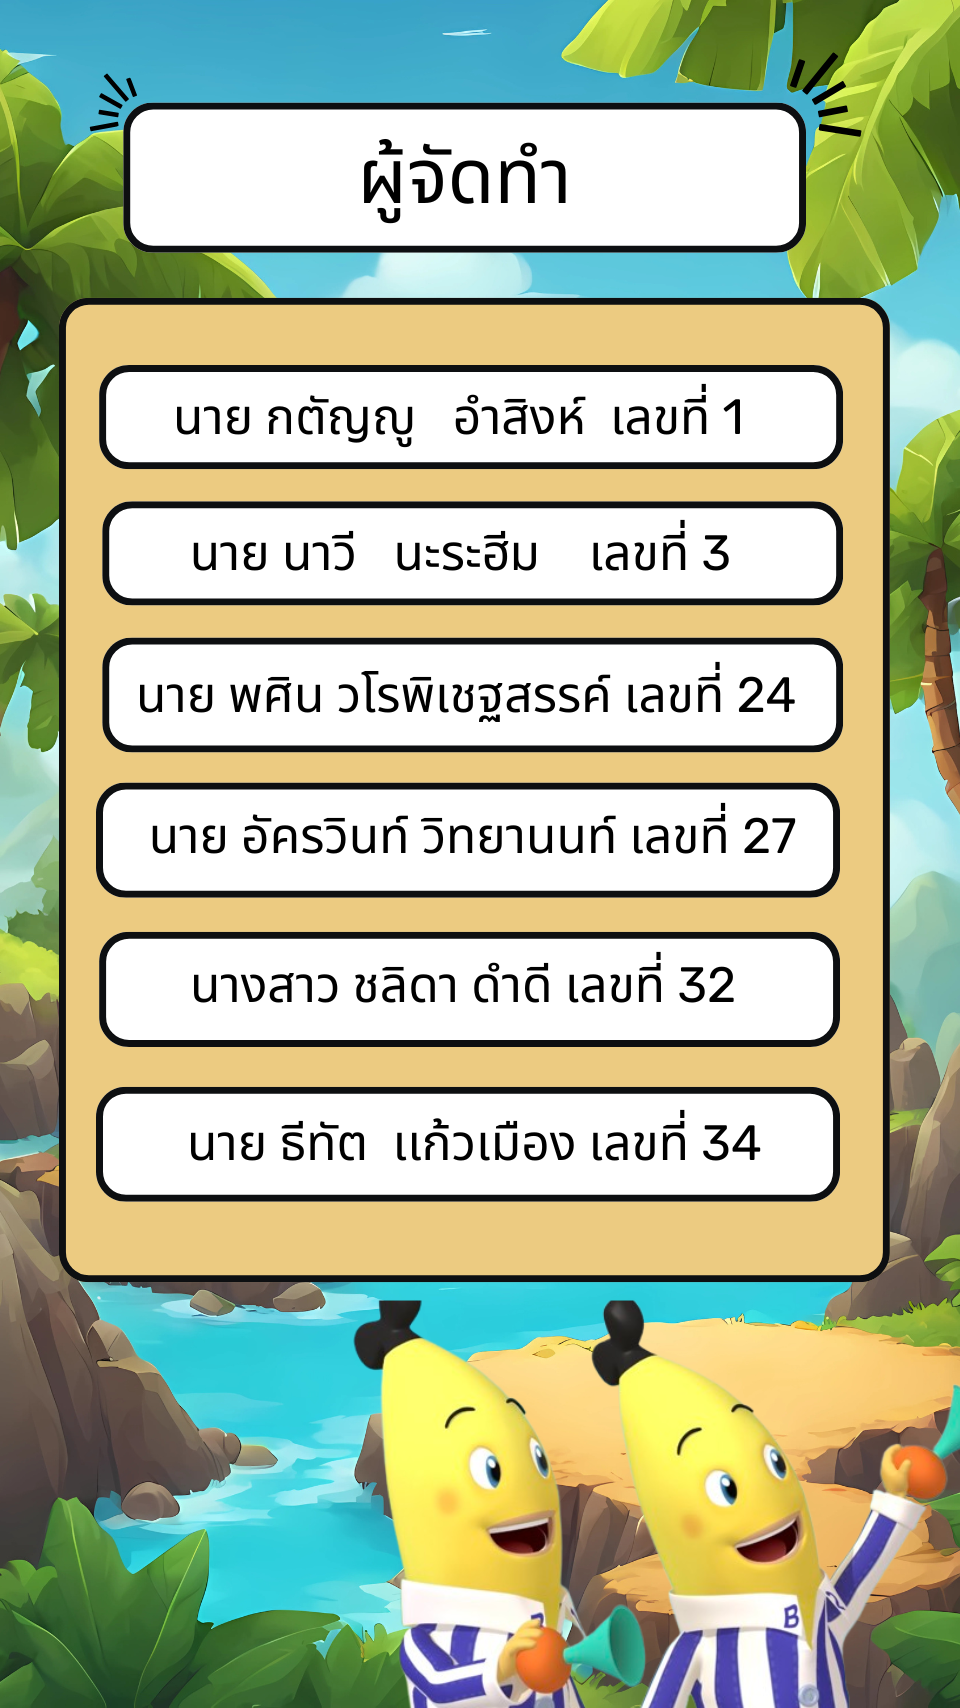 ผู้จัดทำ
นาย กตัญญู อำสิงห์ เลขที่ 1
นาย นาวี นะระฮีม เลขที่ 3
นาย พศิน วโรพิเชฐสรรค์ เลขที่ 24
นาย อัครวินท์ วิทยานนท์ เลขที่ 27
นางสาว ชลิดา ดำดี เลขที่ 32
นาย ธีทัต แก้วเมือง เลขที่ 34
B